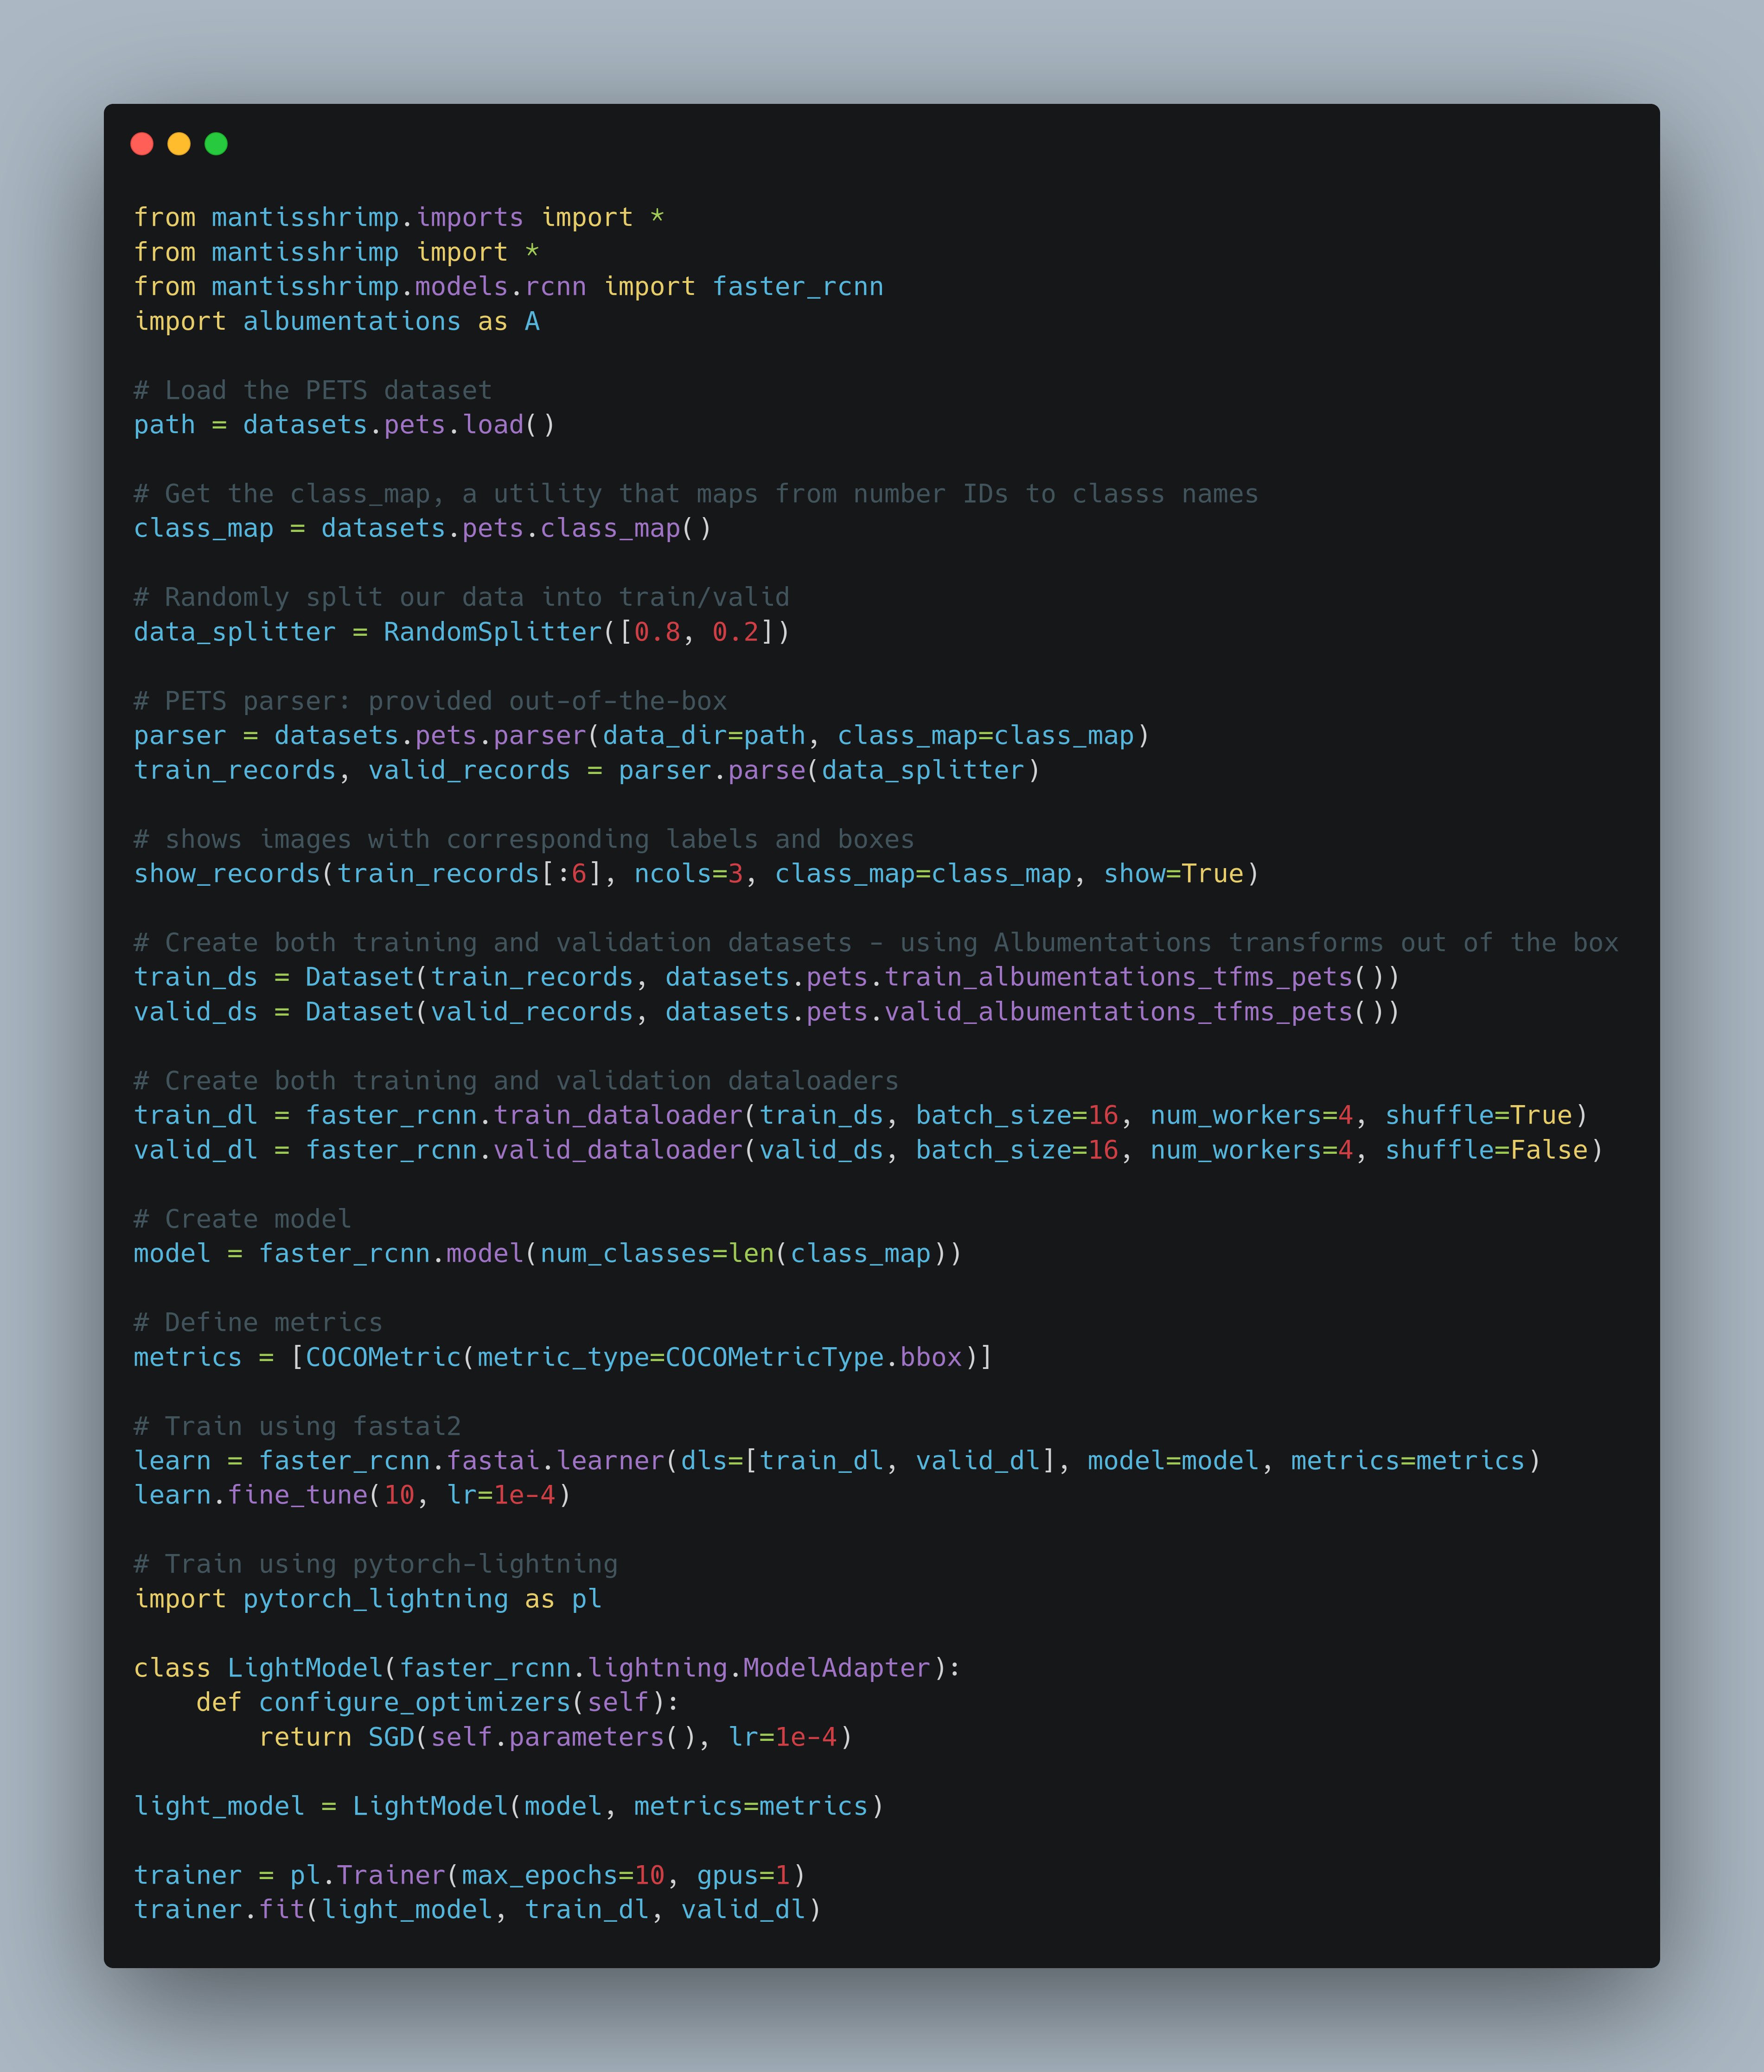 from mantisshrimp.imports import *
from mantisshrimp import *
from mantisshrimp.models.rcnn import faster_rcnn
import albumentations as A

# Load the PETS dataset
path = datasets.pets.load()

# Get the class_map, a utility that maps from number IDs to classs names
class_map = datasets.pets.class_map()

# Randomly split our data into train/valid
data_splitter = RandomSplitter([0.8, 0.2])

# PETS parser: provided out-of-the-box
parser = datasets.pets.parser(data_dir=path, class_map=class_map)
train_records, valid_records = parser.parse(data_splitter)

# shows images with corresponding labels and boxes
show_records(train_records[:6], ncols=3, class_map=class_map, show=True)

# Create both training and validation datasets - using Albumentations transforms out of the box
train_ds = Dataset(train_records, datasets.pets.train_albumentations_tfms_pets())
valid_ds = Dataset(valid_records, datasets.pets.valid_albumentations_tfms_pets())

# Create both training and validation dataloaders
train_dl = faster_rcnn.train_dataloader(train_ds, batch_size=16, num_workers=4, shuffle=True)
valid_dl = faster_rcnn.valid_dataloader(valid_ds, batch_size=16, num_workers=4, shuffle=False)

# Create model
model = faster_rcnn.model(num_classes=len(class_map))

# Define metrics
metrics = [COCOMetric(metric_type=COCOMetricType.bbox)]

# Train using fastai2
learn = faster_rcnn.fastai.learner(dls=[train_dl, valid_dl], model=model, metrics=metrics)
learn.fine_tune(10, lr=1e-4)

# Train using pytorch-lightning
import pytorch_lightning as pl

class LightModel(faster_rcnn.lightning.ModelAdapter):
    def configure_optimizers(self):
        return SGD(self.parameters(), lr=1e-4)

light_model = LightModel(model, metrics=metrics)

trainer = pl.Trainer(max_epochs=10, gpus=1)
trainer.fit(light_model, train_dl, valid_dl)